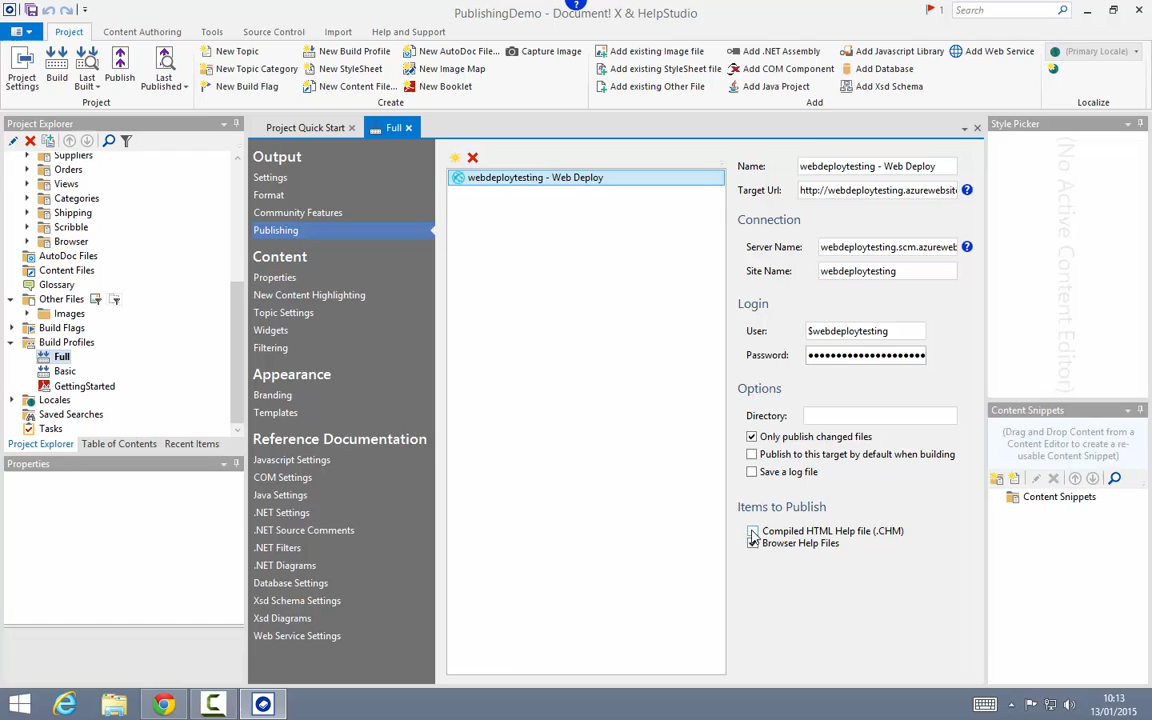 PublishingDemo - Document! X & HelpStudio
?
1
Search
Project
Content Authoring
Tools
Source Control
Import
Help and Support
Project Settings
Build
Last Built
Publish
Last Published
Project
New Topic
New Topic Category
New Build Flag
New Build Profile
New StyleSheet
New Content File...
New AutoDoc File...
New Image Map
New Booklet
Capture Image
Create
Add existing Image file
Add existing StyleSheet file
Add existing Other File
Add .NET Assembly
Add COM Component
Add Java Project
Add Javascript Library
Add Database
Add Xsd Schema
Add Web Service
Add
(Primary Locale)
Localize
Project Explorer
Suppliers
Orders
Views
Categories
Shipping
Scribble
Browser
AutoDoc Files
Content Files
Glossary
Other Files
Images
Build Flags
Build Profiles
Full
Basic
GettingStarted
Locales
Saved Searches
Tasks
Project Explorer
Table of Contents
Recent Items
Properties
Project Quick Start
Full
Output
Settings
Format
Community Features
Publishing
Content
Properties
New Content Highlighting
Topic Settings
Widgets
Filtering
Appearance
Branding
Templates
Reference Documentation
Javascript Settings
COM Settings
Java Settings
.NET Settings
.NET Source Comments
.NET Filters
.NET Diagrams
Database Settings
Xsd Schema Settings
Xsd Diagrams
Web Service Settings
webdeploytesting - Web Deploy
Name:
webdeploytesting - Web Deploy
Target Url:
http://webdeploytesting.azurewebsite
?
Connection
Server Name:
webdeploytesting.scm.azureweb
?
Site Name:
webdeploytesting
Login
User:
$webdeploytesting
Password:
Options
Directory:
Only publish changed files
Publish to this target by default when building
Save a log file
Items to Publish
Compiled HTML Help file (.CHM)
Browser Help Files
Style Picker
(No Active Content Editor)
Content Snippets
(Drag and Drop Content from a
Content Editor to create a re-
usable Content Snippet)
Content Snippets
10:13
13/01/2015